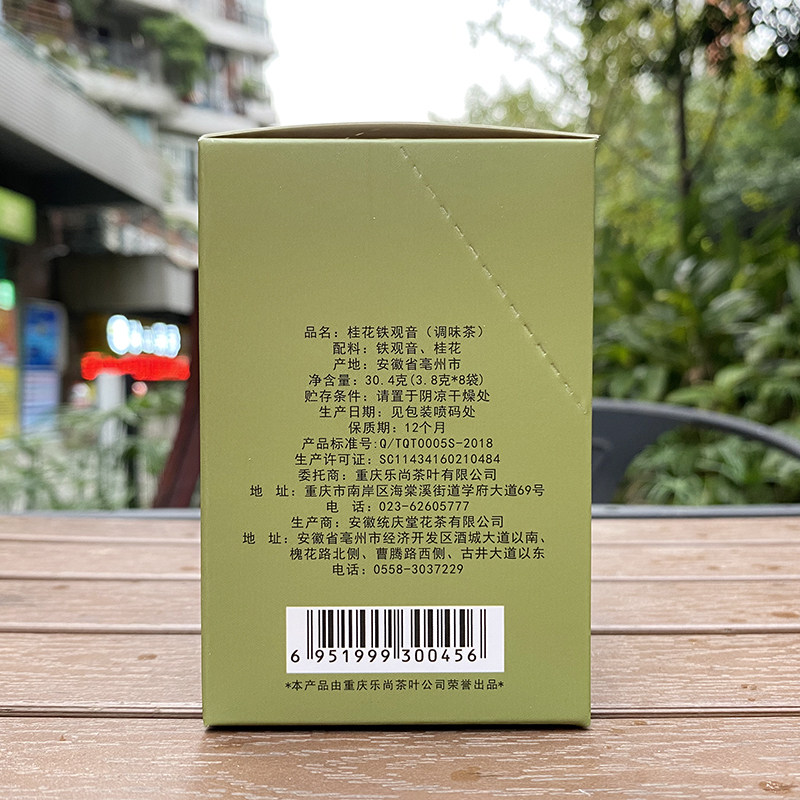 品名：桂花铁观音（调味茶）
配料：铁观音、桂花
产地：安徽省亳州市
净含量：30.4克(3.8克*8袋)
贮存条件：请置于阴凉干燥处
生产日期：见包装喷码处
保质期：12个月
产品标准号:Q/TQT0005S-2018
生产许可证：SC11434160210484
委托商：重庆乐尚茶叶有限公司
地 址：重庆市南岸区海棠溪街道学府大道69号
电 话：023-62605777
生产商：安徽统庆堂花茶有限公司
地 址：安徽省亳州市经济开发区酒城大道以南、
槐花路北侧、曹腾路西侧、古井大道以东
电话：0558-3037229
6 951999 300456
*本产品由重庆乐尚茶叶公司荣誉出品*